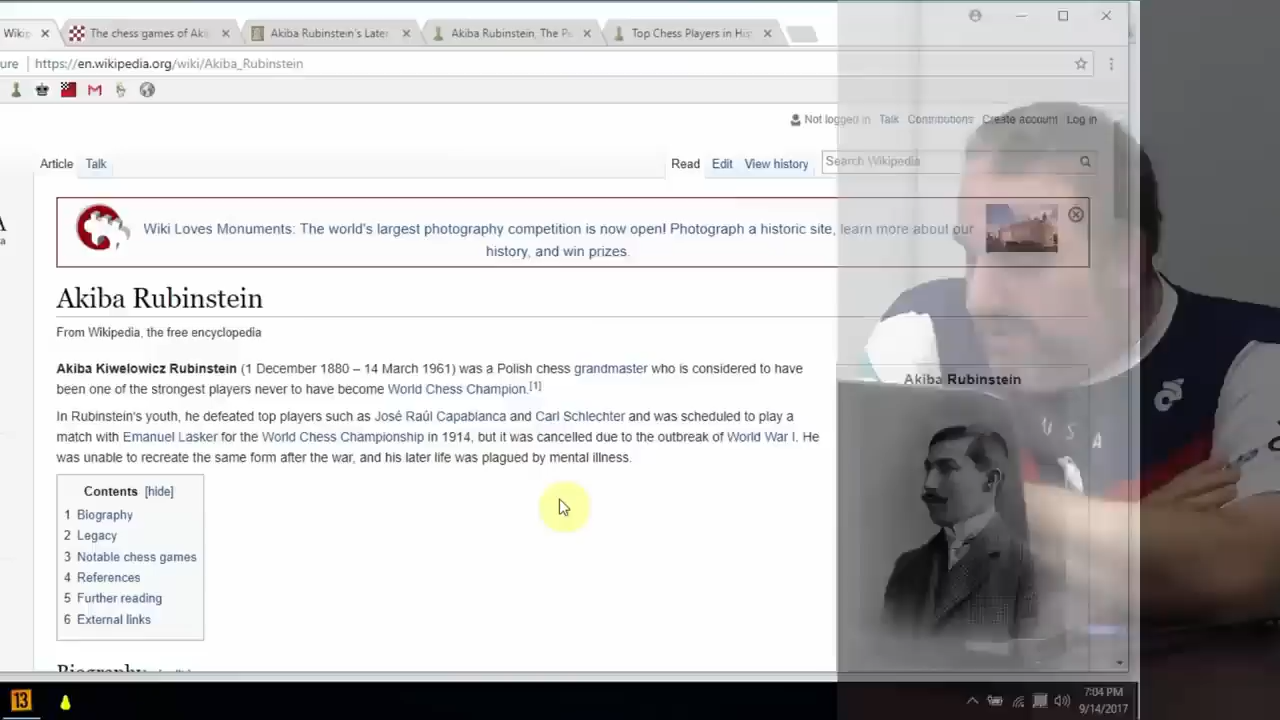 Wikip
The chess games of Aki
Akiba Rubinstein's Later
Akiba Rubinstein, The P
Top Chess Players in His
ure
https://en.wikipedia.org/wiki/Akiba_Rubinstein
Not logged in Talk Contributions Create account Log in
Article Talk
Read Edit View history
Search Wikipedia
A
a
Wiki Loves Monuments: The world's largest photography competition is now open! Photograph a historic site, learn more about our
history, and win prizes.
Akiba Rubinstein
From Wikipedia, the free encyclopedia
Akiba Kiwelowicz Rubinstein (1 December 1880 – 14 March 1961) was a Polish chess grandmaster who is considered to have
been one of the strongest players never to have become World Chess Champion.[1]
In Rubinstein's youth, he defeated top players such as José Raúl Capablanca and Carl Schlechter and was scheduled to play a
match with Emanuel Lasker for the World Chess Championship in 1914, but it was cancelled due to the outbreak of World War I. He
was unable to recreate the same form after the war, and his later life was plagued by mental illness.
Akiba Rubinstein
USA
Contents [hide]
1 Biography
2 Legacy
3 Notable chess games
4 References
5 Further reading
6 External links
Biography
13
7:04 PM
9/14/2017